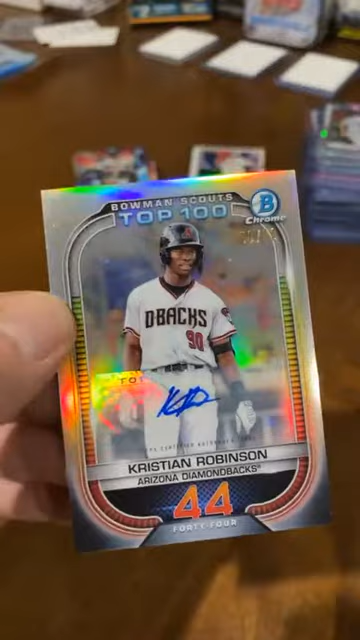 BOWMAN SCOUTS
TOP 100
B
Chrome
DBACKS
90
KRISTIAN ROBINSON
ARIZONA DIAMONDBACKS®
44
FORTY-FOUR